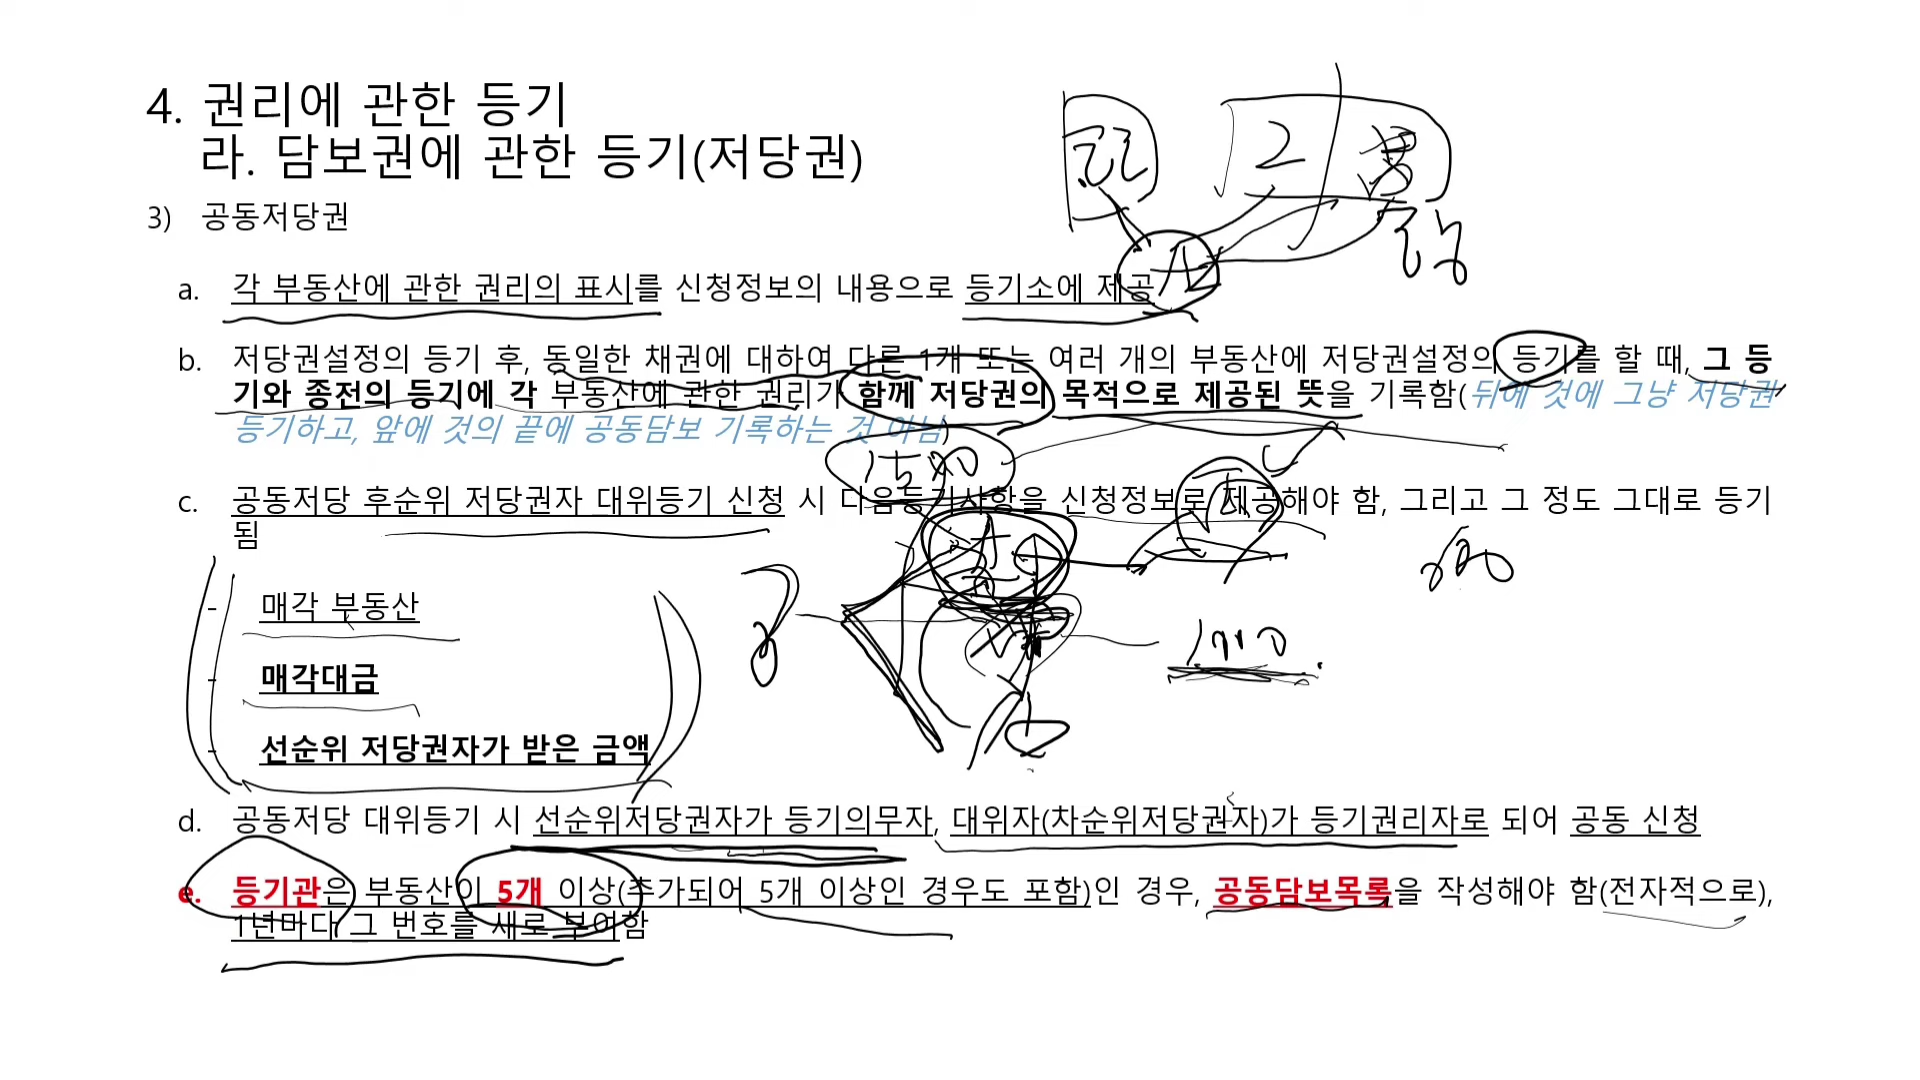 4. 권리에 관한 등기
라. 담보권에 관한 등기(저당권)
3) 공동저당권
a. 각 부동산에 관한 권리의 표시를 신청정보의 내용으로 등기소에 제공
b. 저당권설정의 등기 후, 동일한 채권에 대하여 다른 1개 또는 여러 개의 부동산에 저당권설정의 등기를 할 때, 그 등
기와 종전의 등기에 각 부동산에 관한 권리가 함께 저당권의 목적으로 제공된 뜻을 기록함(뒤에 것에 그냥 저당권
등기하고, 앞에 것의 끝에 공동담보 기록하는 것 아님)
1500
c. 공동저당 후순위 저당권자 대위등기 신청 시 다음등기사항을 신청정보로 제공해야 함, 그리고 그 정도 그대로 등기
됨
- 매각 부동산
- 매각대금
- 선순위 저당권자가 받은 금액
d. 공동저당 대위등기 시 선순위저당권자가 등기의무자, 대위자(차순위저당권자)가 등기권리자로 되어 공동 신청
e. 등기관은 부동산이 5개 이상(추가되어 5개 이상인 경우도 포함)인 경우, 공동담보목록을 작성해야 함(전자적으로),
1년마다 그 번호를 새로 부여함